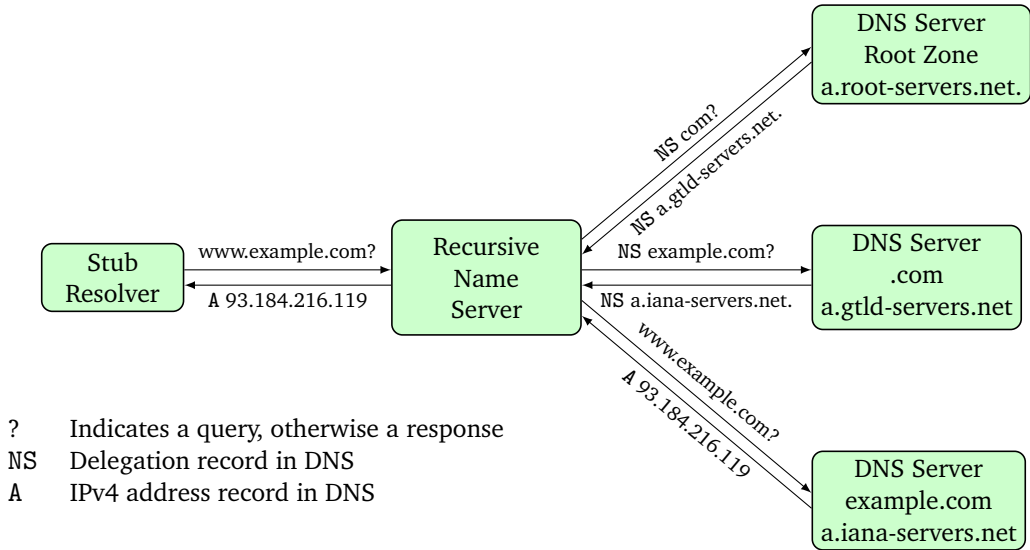 DNS Server
Root Zone
a.root-servers.net.
NS com?
NS a.gtld-servers.net.
Stub
Resolver
www.example.com?
A 93.184.216.119
Recursive
Name
Server
NS example.com?
NS a.iana-servers.net.
DNS Server
.com
a.gtld-servers.net
www.example.com?
A 93.184.216.119
DNS Server
example.com
a.iana-servers.net
? Indicates a query, otherwise a response
NS Delegation record in DNS
A IPv4 address record in DNS